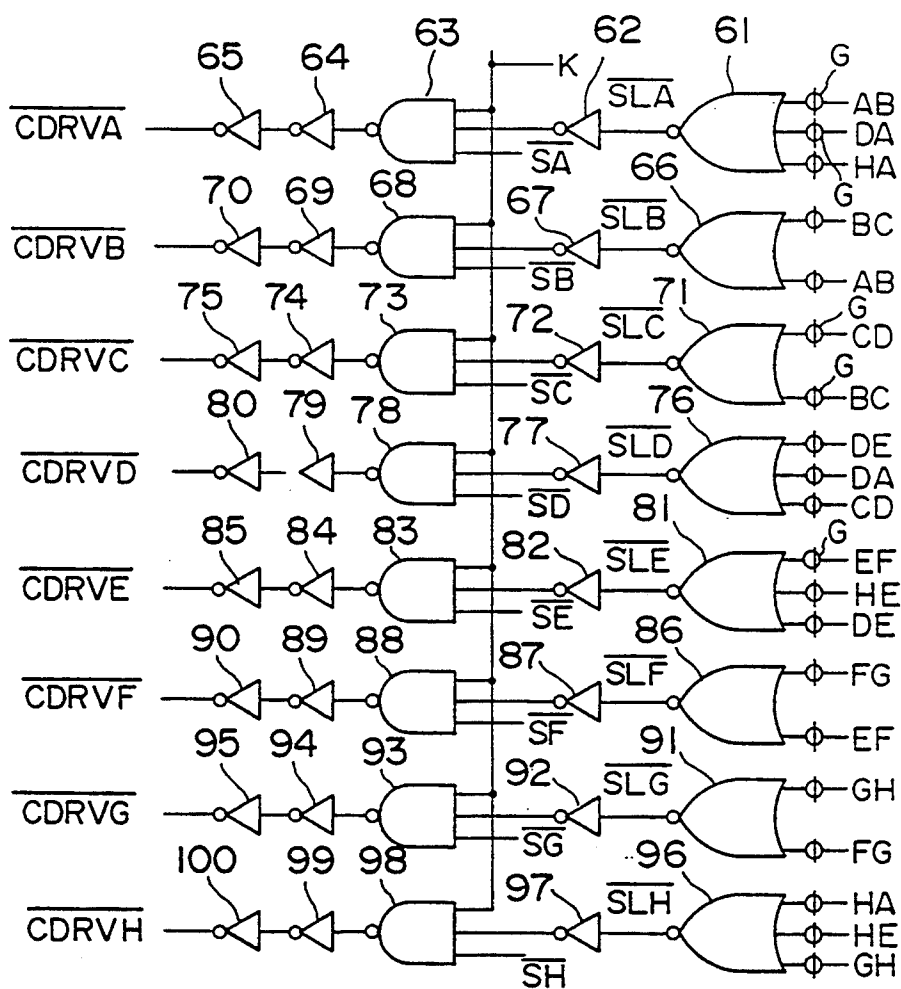 65 64 63 62 61 G
K
CDRVA SLA AB
DA
SA HA
G
70 69 68 67 66
CDRVB SLB BC
SB AB
75 74 73 72 71 G
CDRVC SLC CD
G
SC BC
80 79 78 77 76
CDRVD SLD DE
DA
SD CD
85 84 83 82 81 G
CDRVE SLE EF
HE
SE DE
90 89 88 87 86
CDRVF SLF FG
SF EF
95 94 93 92 91
CDRVG SLG GH
SG FG
100 99 98 97 96
CDRVH SLH HA
HE
SH GH